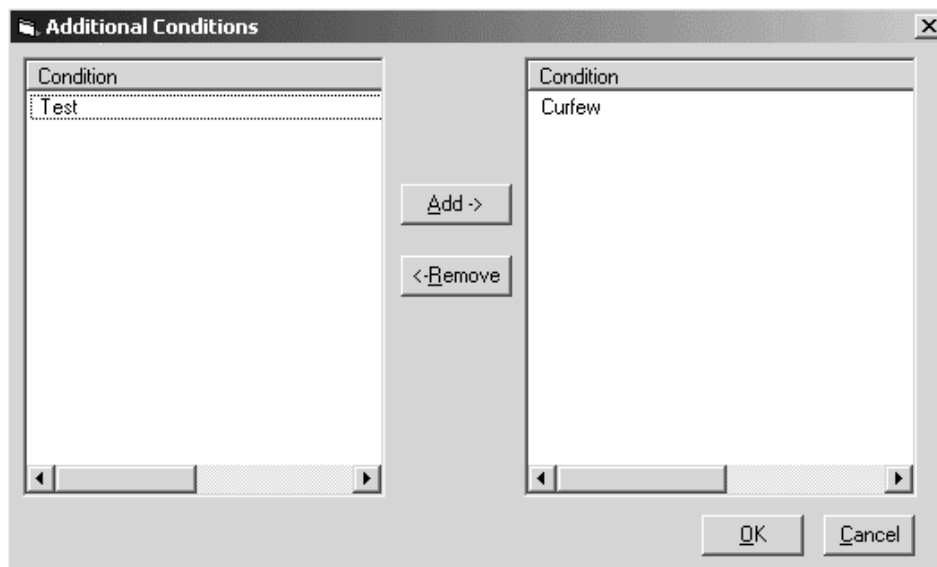 Additional Conditions
Condition
Test
Condition
Curfew
Add ->
<-Remove
OK
Cancel